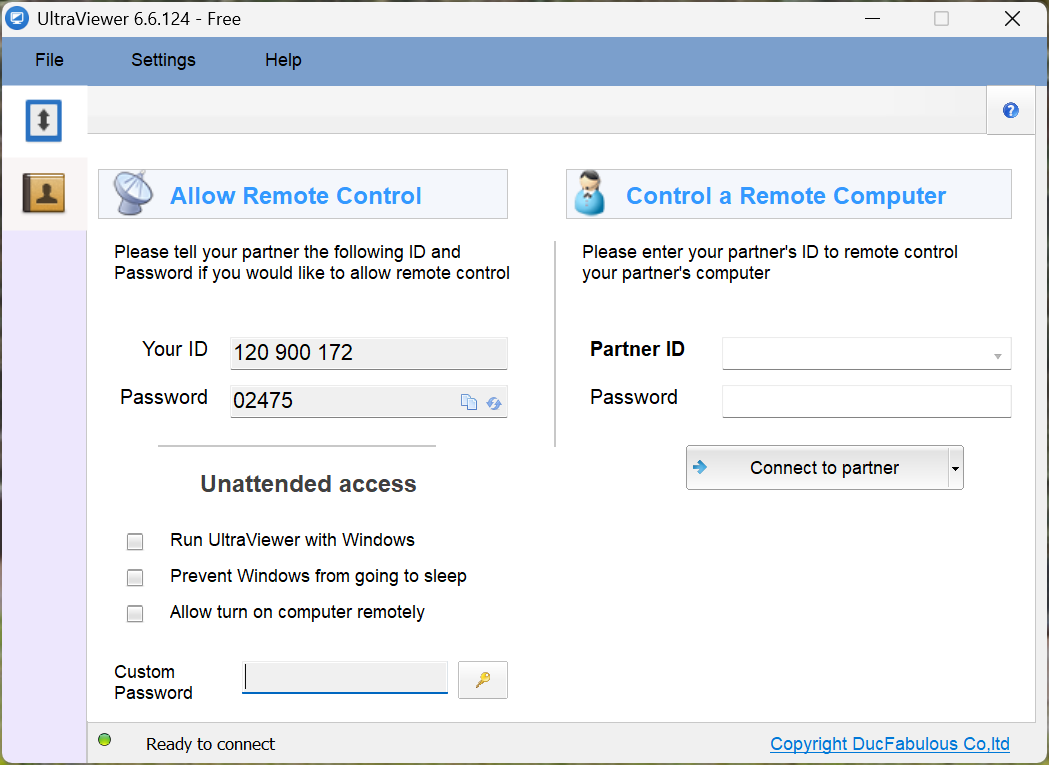 UltraViewer 6.6.124 - Free
File Settings Help
Allow Remote Control
Please tell your partner the following ID and
Password if you would like to allow remote control
Your ID 120 900 172
Password 02475
Unattended access
Run UltraViewer with Windows
Prevent Windows from going to sleep
Allow turn on computer remotely
Custom
Password
Control a Remote Computer
Please enter your partner's ID to remote control
your partner's computer
Partner ID
Password
Connect to partner
Ready to connect
Copyright DucFabulous Co,ltd